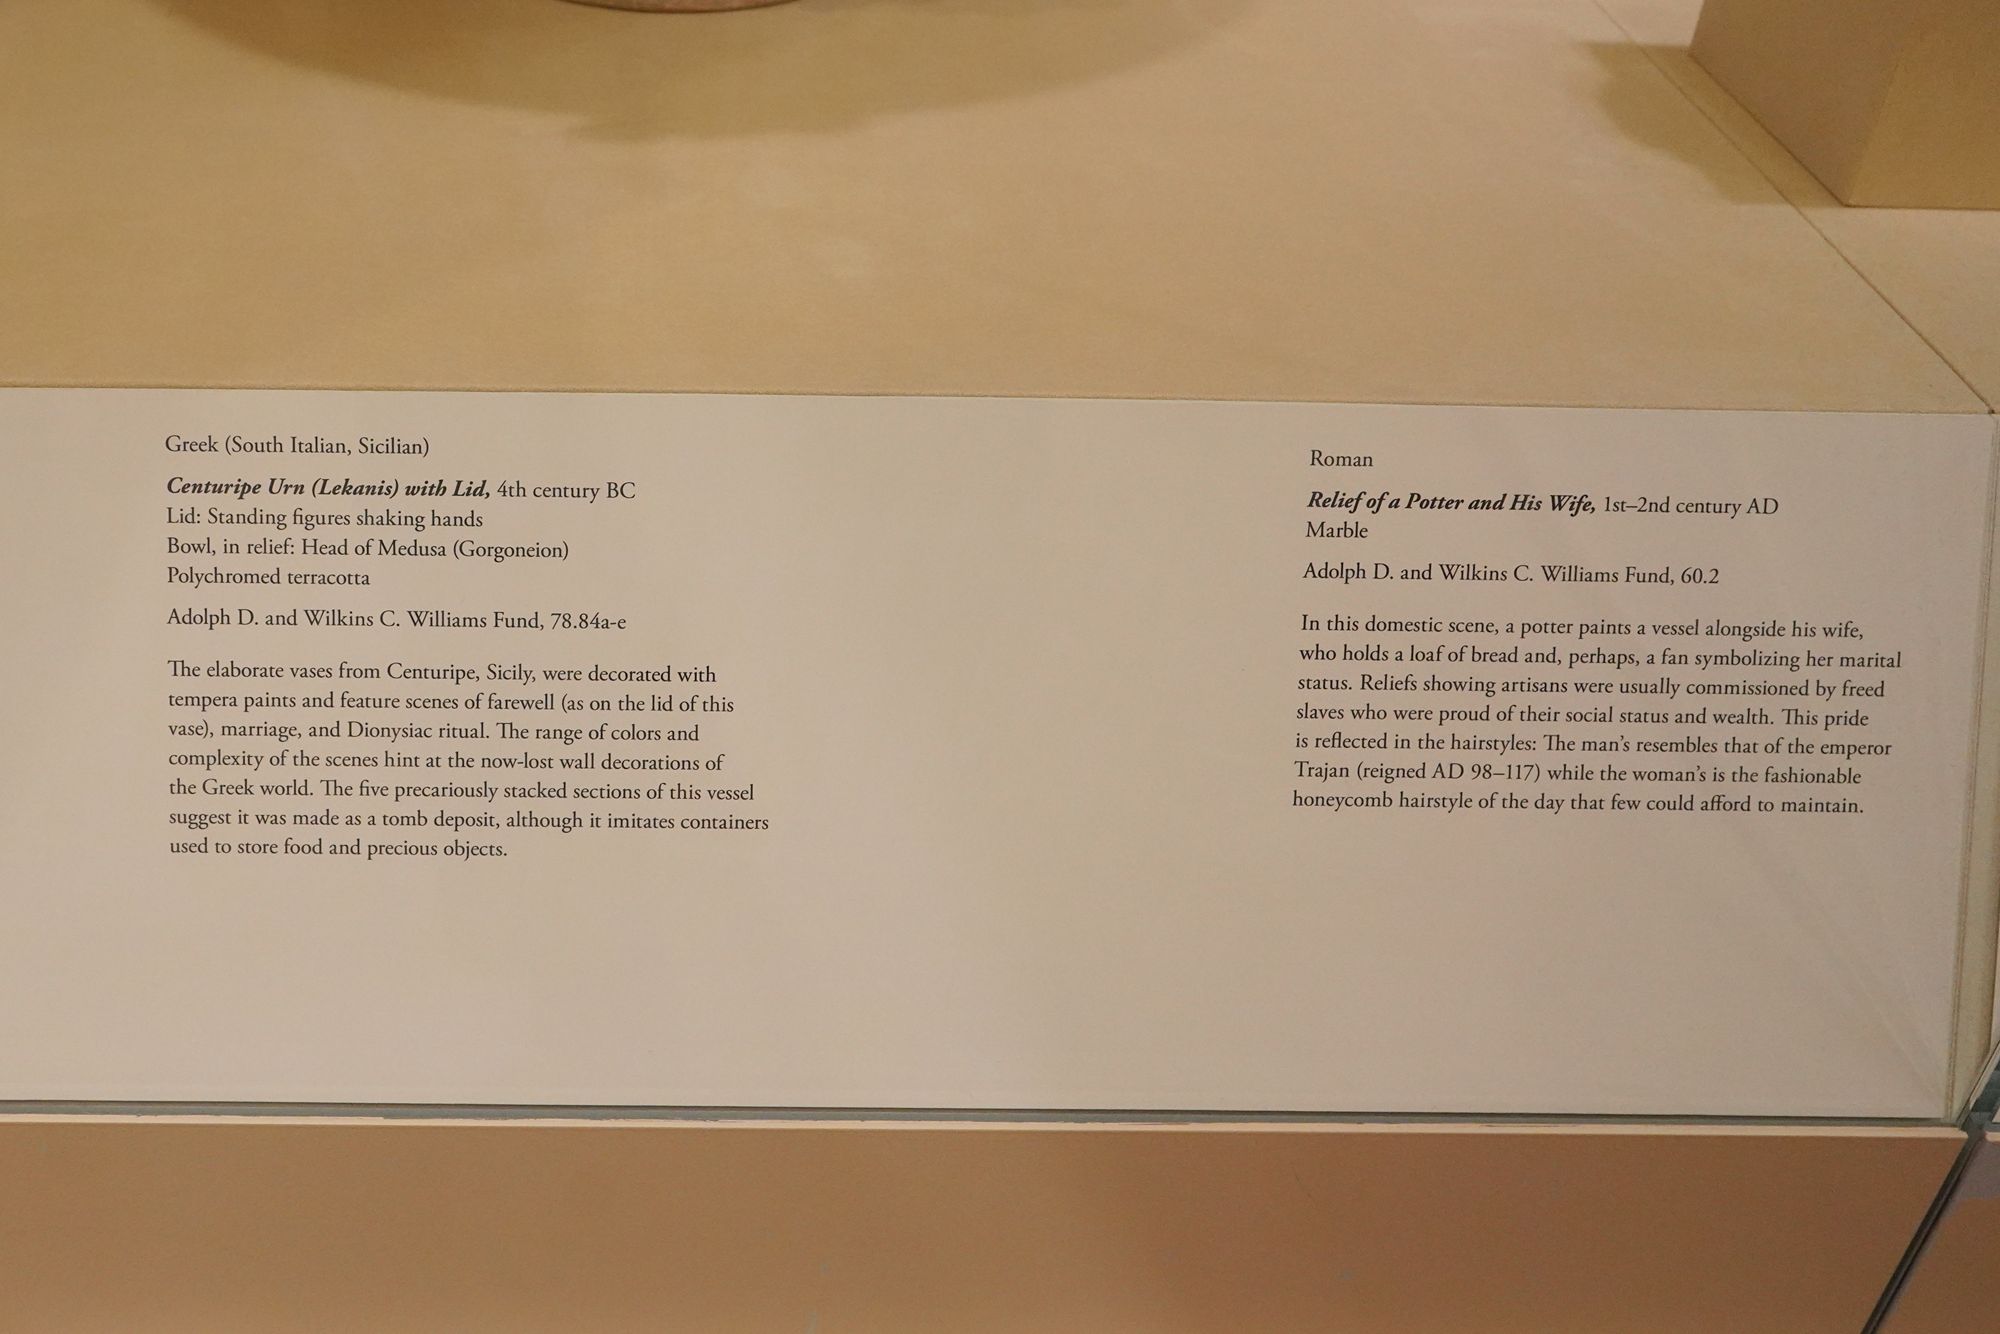 Greek (South Italian, Sicilian)
Centuripe Urn (Lekanis) with Lid, 4th century BC
Lid: Standing figures shaking hands
Bowl, in relief: Head of Medusa (Gorgoneion)
Polychromed terracotta
Adolph D. and Wilkins C. Williams Fund, 78.84a-e
The elaborate vases from Centuripe, Sicily, were decorated with
tempera paints and feature scenes of farewell (as on the lid of this
vase), marriage, and Dionysiac ritual. The range of colors and
complexity of the scenes hint at the now-lost wall decorations of
the Greek world. The five precariously stacked sections of this vessel
suggest it was made as a tomb deposit, although it imitates containers
used to store food and precious objects.
Roman
Relief of a Potter and His Wife, 1st–2nd century AD
Marble
Adolph D. and Wilkins C. Williams Fund, 60.2
In this domestic scene, a potter paints a vessel alongside his wife,
who holds a loaf of bread and, perhaps, a fan symbolizing her marital
status. Reliefs showing artisans were usually commissioned by freed
slaves who were proud of their social status and wealth. This pride
is reflected in the hairstyles: The man's resembles that of the emperor
Trajan (reigned AD 98–117) while the woman's is the fashionable
honeycomb hairstyle of the day that few could afford to maintain.